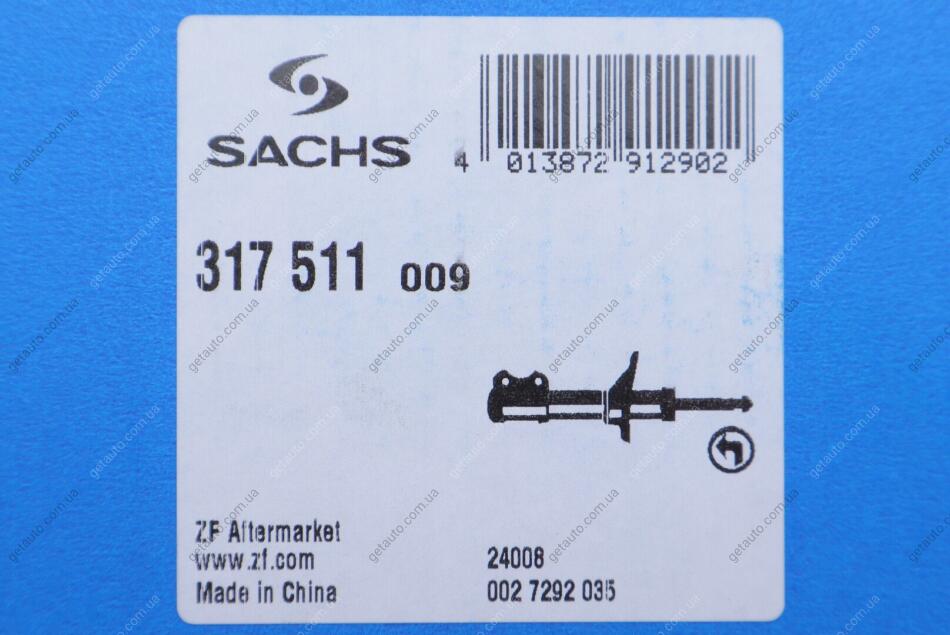 SACHS
4 013872 912902
317 511 009
ZF Aftermarket
www.zf.com
Made in China
24008
002 7292 035
getauto.com.ua